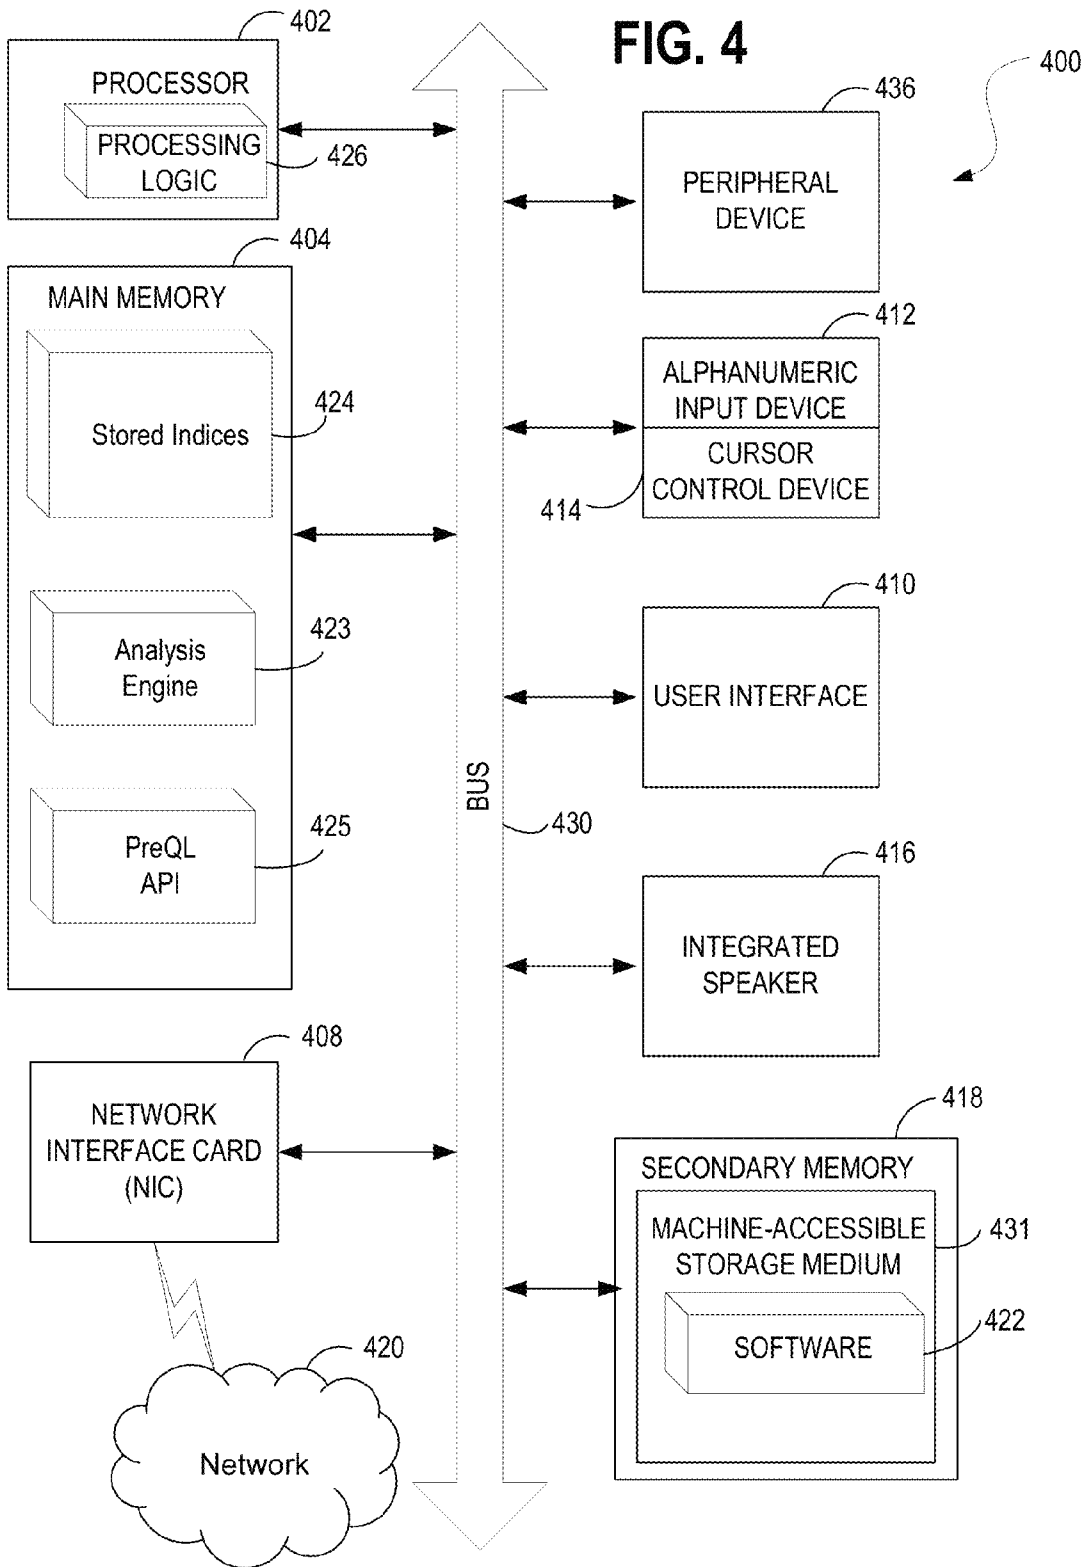 FIG. 4
400
402
PROCESSOR
PROCESSING
LOGIC
426
404
MAIN MEMORY
Stored Indices
424
Analysis
Engine
423
PreQL
API
425
408
NETWORK
INTERFACE CARD
(NIC)
420
Network
BUS
430
436
PERIPHERAL
DEVICE
412
ALPHANUMERIC
INPUT DEVICE
CURSOR
CONTROL DEVICE
414
410
USER INTERFACE
416
INTEGRATED
SPEAKER
418
SECONDARY MEMORY
MACHINE-ACCESSIBLE
STORAGE MEDIUM
431
SOFTWARE
422